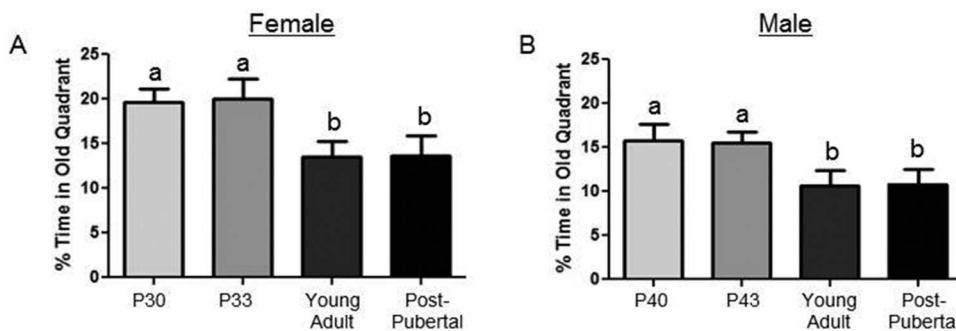 Female
A
% Time in Old Quadrant
25
20
15
10
5
0
a
a
b
b
P30
P33
Young
Adult
Post-
Pubertal
Male
B
% Time in Old Quadrant
25
20
15
10
5
0
a
a
b
b
P40
P43
Young
Adult
Post-
Pubertal